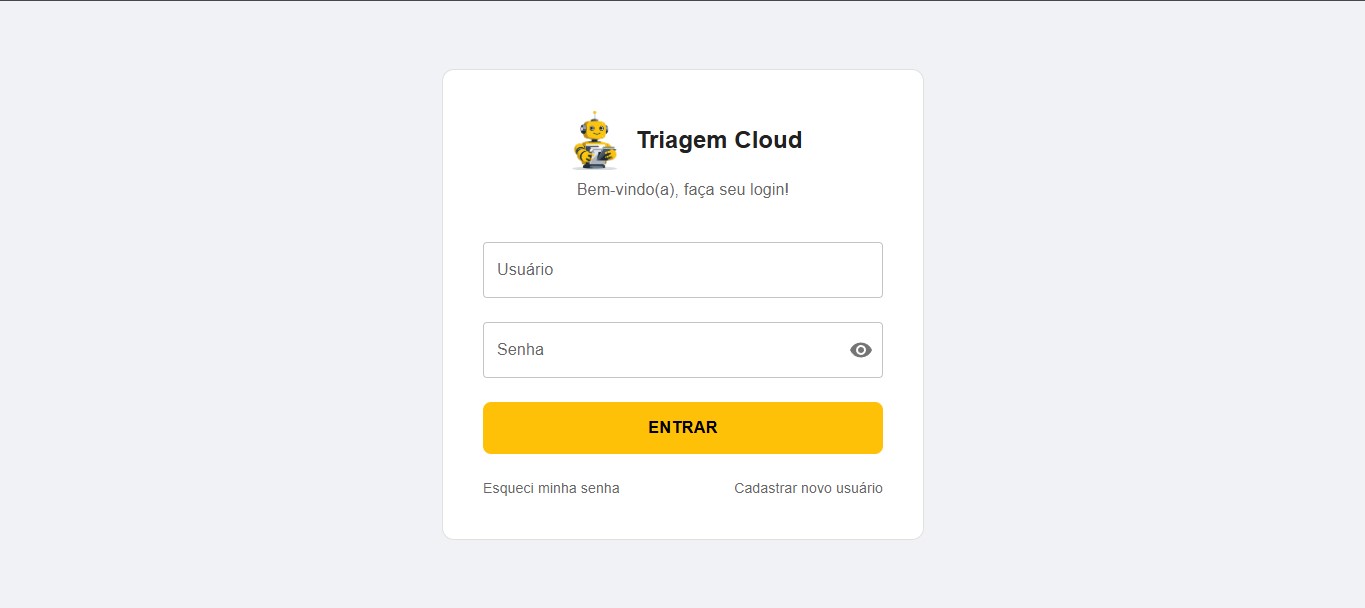 Triagem Cloud
Bem-vindo(a), faça seu login!
Usuário
Senha
ENTRAR
Esqueci minha senha
Cadastrar novo usuário